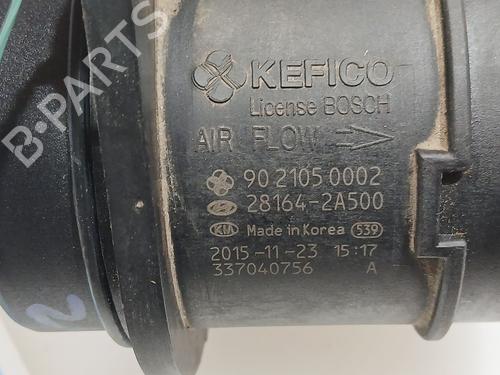 KEFICO
License BOSCH
AIR FLOW
90 2105 0002
28164-2A500
KIA Made in Korea 539
2015-11-23 15:17
337040756 A
B-PARTS